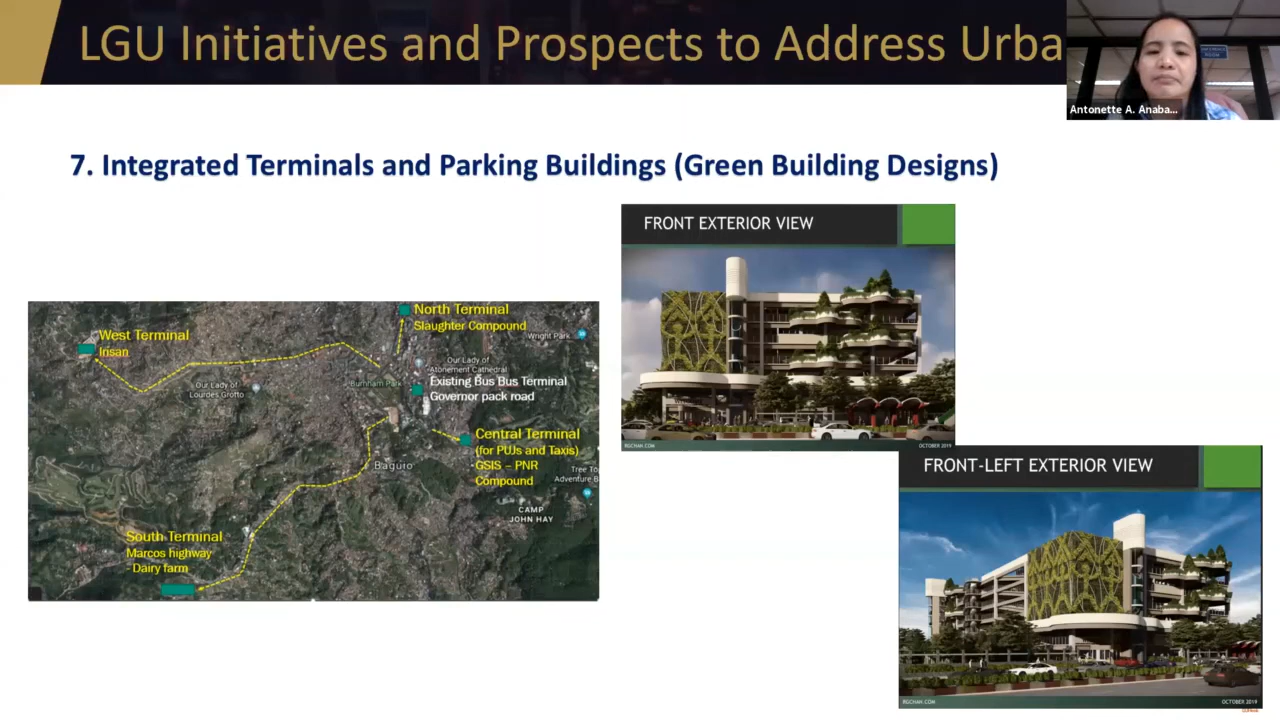 LGU Initiatives and Prospects to Address Urba
Antonette A. Anaba...
7. Integrated Terminals and Parking Buildings (Green Building Designs)
FRONT EXTERIOR VIEW
OCTOBER 2019
North Terminal
Slaughter Compound
West Terminal
Irisan
Wright Park
Our Lady of
Atonement Cathedral
Burnham Park
Existing Bus Bus Terminal
Governor pack road
Our Lady of
Lourdes Grotto
Central Terminal
(for PUJs and Taxis)
GSIS – PNR
Compound
Baguio
Tree To
Adventure B
CAMP
JOHN HAY
South Terminal
Marcos highway
- Dairy farm
FRONT-LEFT EXTERIOR VIEW
OCTOBER 2019